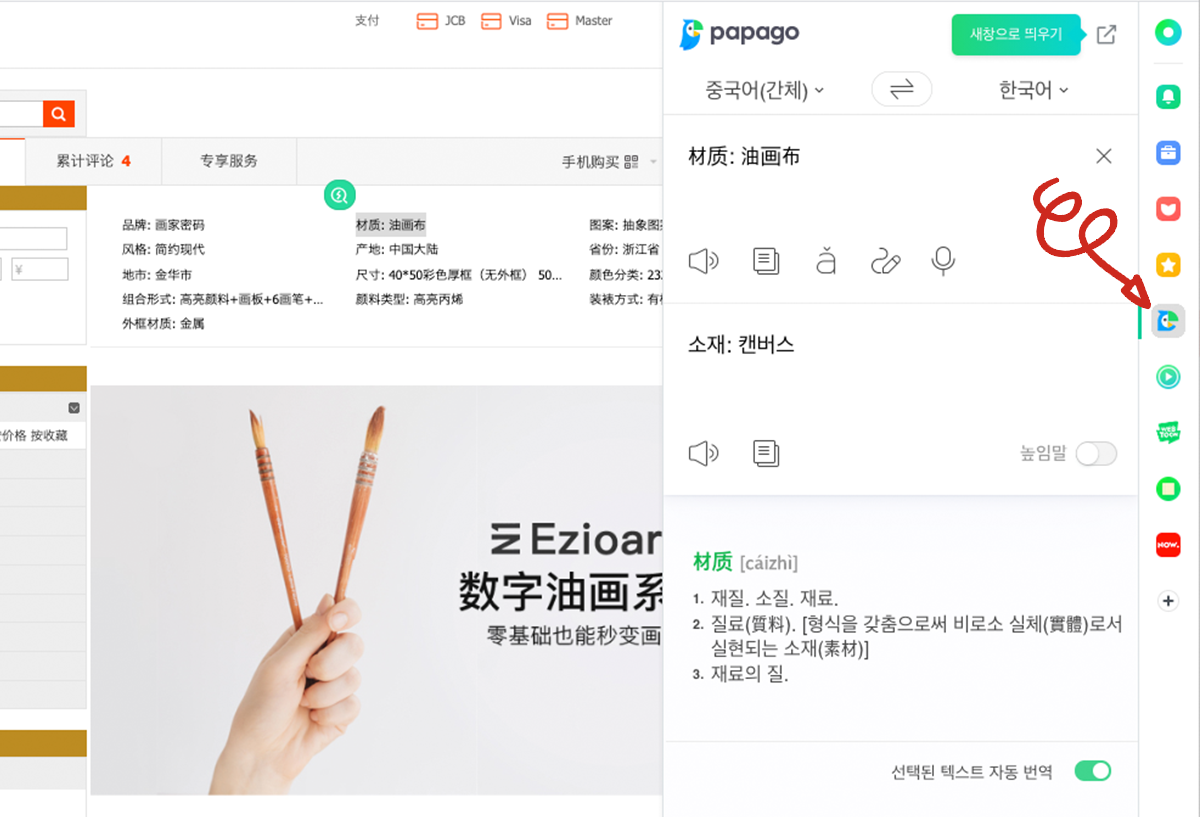 支付 JCB Visa Master
累计评论 4 专享服务 手机购买
品牌: 画家密码 材质: 油画布 图案: 抽象图案
风格: 简约现代 产地: 中国大陆 省份: 浙江省
地市: 金华市 尺寸: 40*50彩色厚框（无外框） 50... 颜色分类: 23
组合形式: 高亮颜料+画板+6画笔+... 颜料类型: 高亮丙烯 装裱方式: 有
外框材质: 金属
¥
价格 按收藏
Ezioar
数字油画系
零基础也能秒变画
papago
새창으로 띄우기
중국어(간체) 한국어
材质: 油画布
ǎ
소재: 캔버스
높임말
材质 [cáizhì]
1. 재질. 소질. 재료.
2. 질료(質料). [형식을 갖춤으로써 비로소 실체(實體)로서
실현되는 소재(素材)]
3. 재료의 질.
선택된 텍스트 자동 번역
WEB
TOON
NOW.